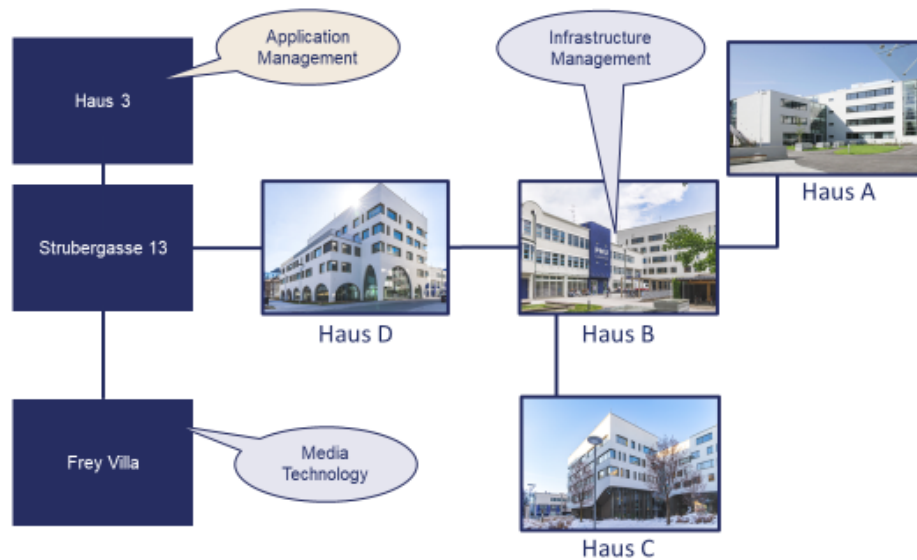 Application
Management
Infrastructure
Management
Haus 3
Haus A
Strubergasse 13
Haus D
Haus B
Frey Villa
Media
Technology
Haus C